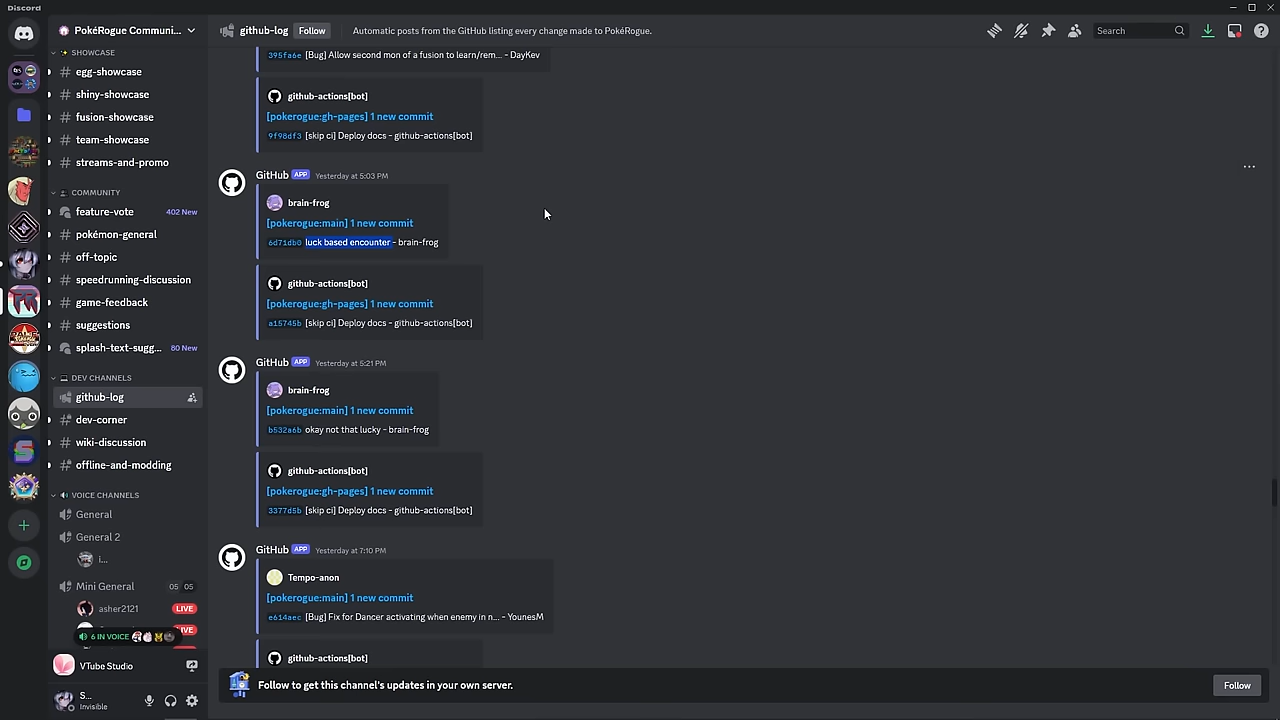 Discord
PokéRogue Communi...
github-log
Follow
Automatic posts from the GitHub listing every change made to PokéRogue.
Search
SHOWCASE
egg-showcase
shiny-showcase
fusion-showcase
team-showcase
streams-and-promo
COMMUNITY
feature-vote 402 New
pokémon-general
off-topic
speedrunning-discussion
game-feedback
suggestions
splash-text-sugg... 80 New
DEV CHANNELS
github-log
dev-corner
wiki-discussion
offline-and-modding
VOICE CHANNELS
General
General 2
i...
Mini General 05 05
asher2121 LIVE
LIVE
6 IN VOICE
VTube Studio
S...
Invisible
395fa6e [Bug] Allow second mon of a fusion to learn/rem... - DayKev
github-actions[bot]
[pokerogue:gh-pages] 1 new commit
9f98df3 [skip ci] Deploy docs - github-actions[bot]
GitHub APP Yesterday at 5:03 PM
brain-frog
[pokerogue:main] 1 new commit
6d71db0 luck based encounter - brain-frog
github-actions[bot]
[pokerogue:gh-pages] 1 new commit
a15745b [skip ci] Deploy docs - github-actions[bot]
GitHub APP Yesterday at 5:21 PM
brain-frog
[pokerogue:main] 1 new commit
b532a6b okay not that lucky - brain-frog
github-actions[bot]
[pokerogue:gh-pages] 1 new commit
3377d5b [skip ci] Deploy docs - github-actions[bot]
GitHub APP Yesterday at 7:10 PM
Tempo-anon
[pokerogue:main] 1 new commit
e614aec [Bug] Fix for Dancer activating when enemy in n... - YounesM
github-actions[bot]
Follow to get this channel's updates in your own server.
Follow